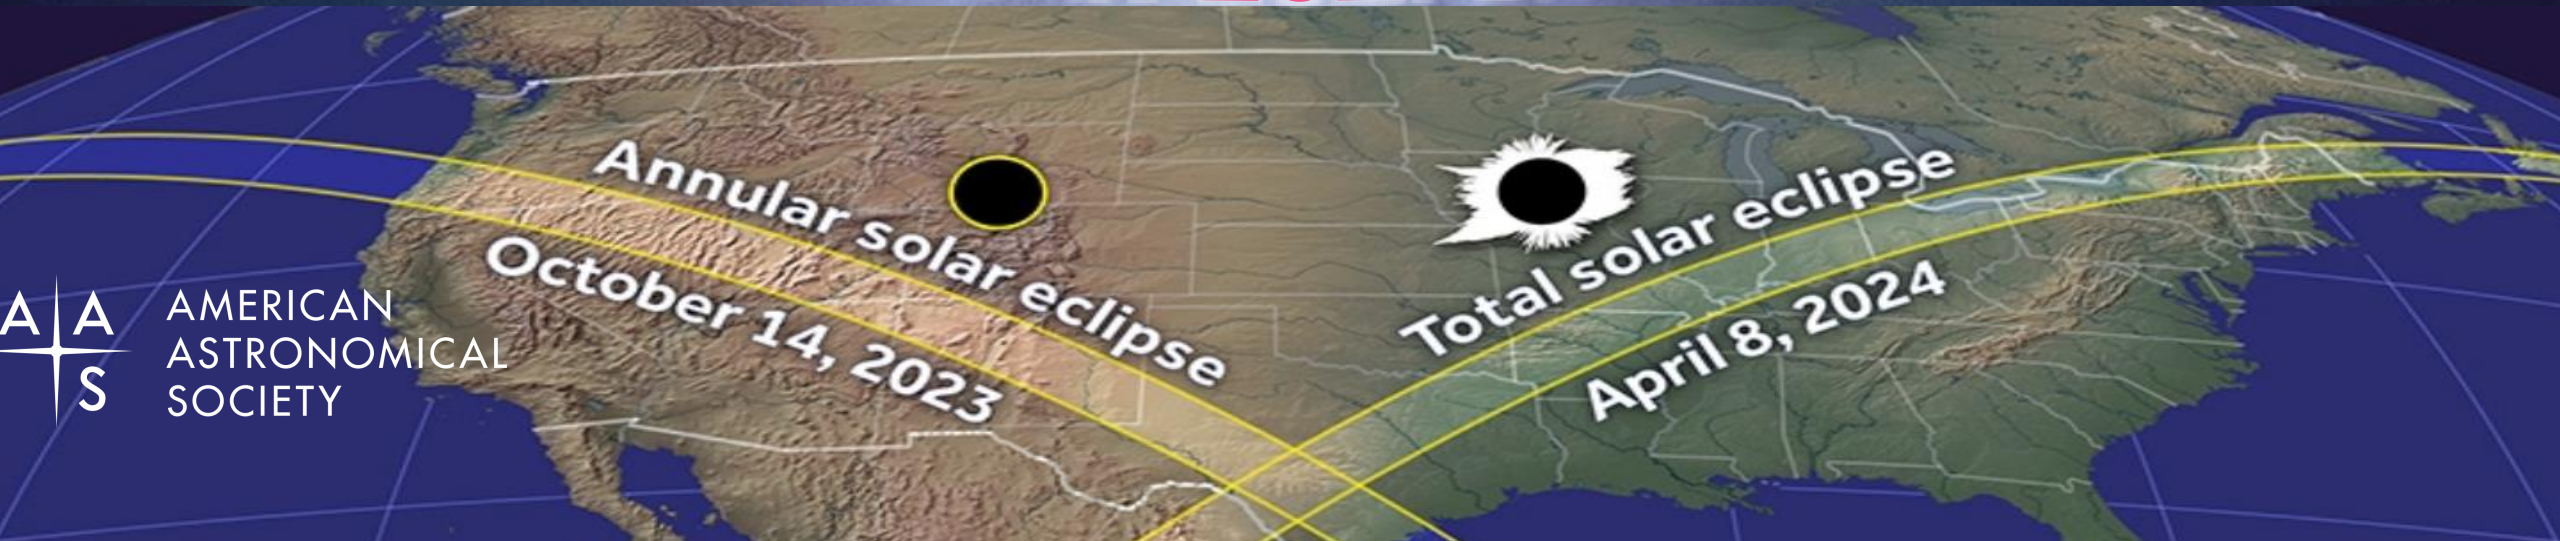 Annular solar eclipse
October 14, 2023
Total solar eclipse
April 8, 2024
A A
S
AMERICAN
ASTRONOMICAL
SOCIETY